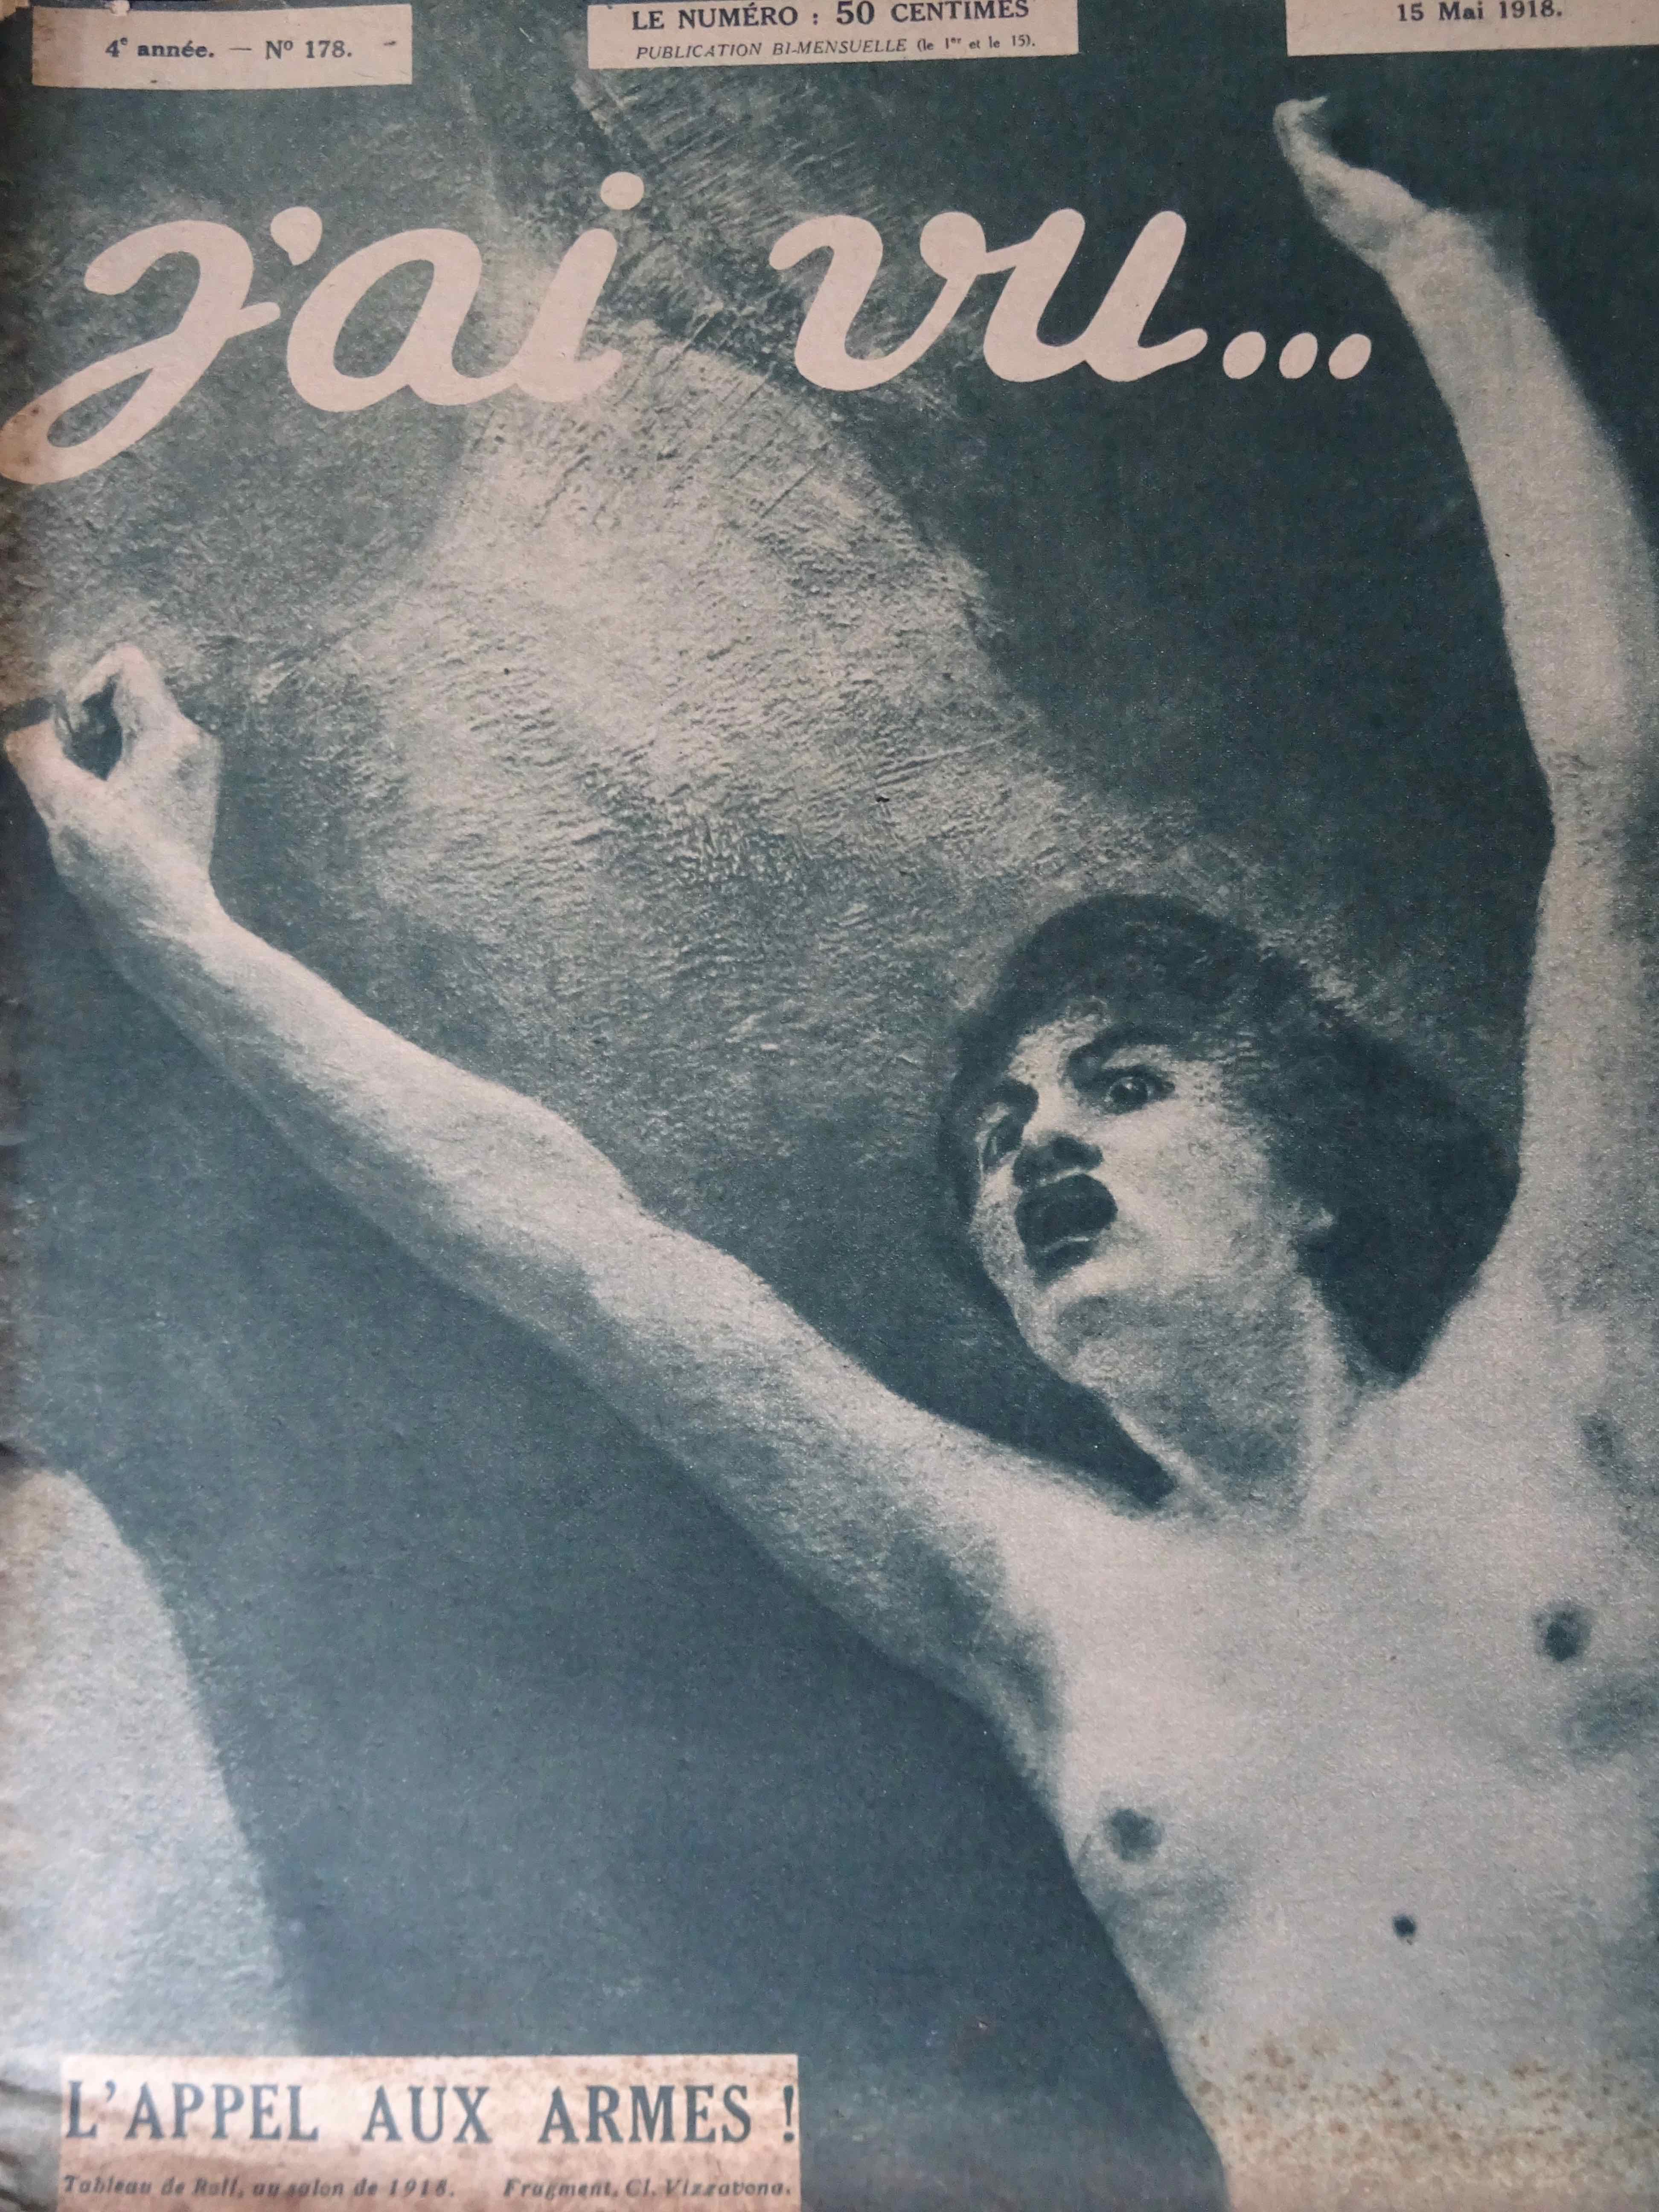 4e année. — No 178.
LE NUMÉRO : 50 CENTIMES
PUBLICATION BI-MENSUELLE (le 1er et le 15).
15 Mai 1918.
j'ai vu...
L'APPEL AUX ARMES !
Tableau de Roll, au salon de 1918. Fragment, Cl. Vizzavona.